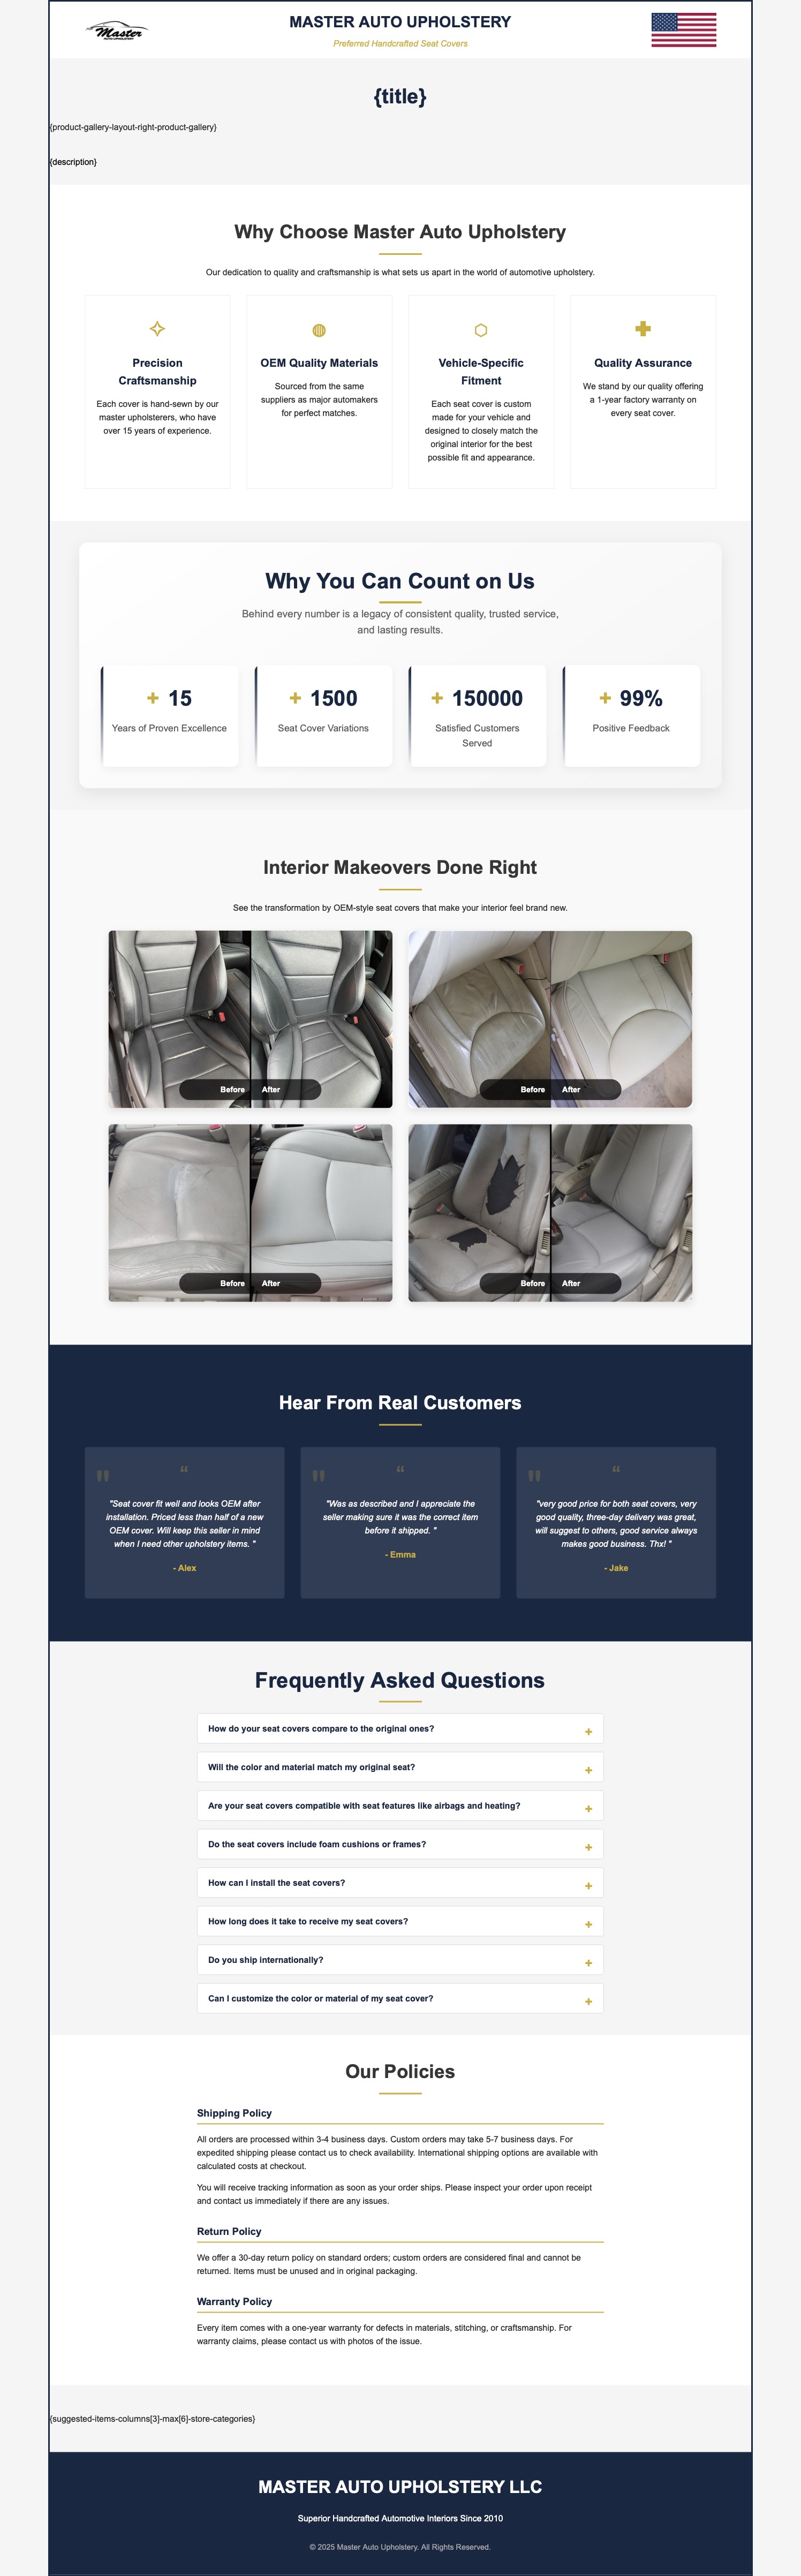 Master
AUTO UPHOLSTERY
MASTER AUTO UPHOLSTERY
Preferred Handcrafted Seat Covers
{title}
{product-gallery-layout-right-product-gallery}
{description}
Why Choose Master Auto Upholstery
Our dedication to quality and craftsmanship is what sets us apart in the world of automotive upholstery.
Precision
Craftsmanship
Each cover is hand-sewn by our
master upholsterers, who have
over 15 years of experience.
OEM Quality Materials
Sourced from the same
suppliers as major automakers
for perfect matches.
Vehicle-Specific
Fitment
Each seat cover is custom
made for your vehicle and
designed to closely match the
original interior for the best
possible fit and appearance.
Quality Assurance
We stand by our quality offering
a 1-year factory warranty on
every seat cover.
Why You Can Count on Us
Behind every number is a legacy of consistent quality, trusted service,
and lasting results.
+ 15
Years of Proven Excellence
+ 1500
Seat Cover Variations
+ 150000
Satisfied Customers
Served
+ 99%
Positive Feedback
Interior Makeovers Done Right
See the transformation by OEM-style seat covers that make your interior feel brand new.
Before After
Before After
Before After
Before After
Hear From Real Customers
"Seat cover fit well and looks OEM after
installation. Priced less than half of a new
OEM cover. Will keep this seller in mind
when I need other upholstery items. "
- Alex
"Was as described and I appreciate the
seller making sure it was the correct item
before it shipped. "
- Emma
"very good price for both seat covers, very
good quality, three-day delivery was great,
will suggest to others, good service always
makes good business. Thx! "
- Jake
Frequently Asked Questions
How do your seat covers compare to the original ones? +
Will the color and material match my original seat? +
Are your seat covers compatible with seat features like airbags and heating? +
Do the seat covers include foam cushions or frames? +
How can I install the seat covers? +
How long does it take to receive my seat covers? +
Do you ship internationally? +
Can I customize the color or material of my seat cover? +
Our Policies
Shipping Policy
All orders are processed within 3-4 business days. Custom orders may take 5-7 business days. For
expedited shipping please contact us to check availability. International shipping options are available with
calculated costs at checkout.
You will receive tracking information as soon as your order ships. Please inspect your order upon receipt
and contact us immediately if there are any issues.
Return Policy
We offer a 30-day return policy on standard orders; custom orders are considered final and cannot be
returned. Items must be unused and in original packaging.
Warranty Policy
Every item comes with a one-year warranty for defects in materials, stitching, or craftsmanship. For
warranty claims, please contact us with photos of the issue.
{suggested-items-columns[3]-max[6]-store-categories}
MASTER AUTO UPHOLSTERY LLC
Superior Handcrafted Automotive Interiors Since 2010
© 2025 Master Auto Upholstery. All Rights Reserved.